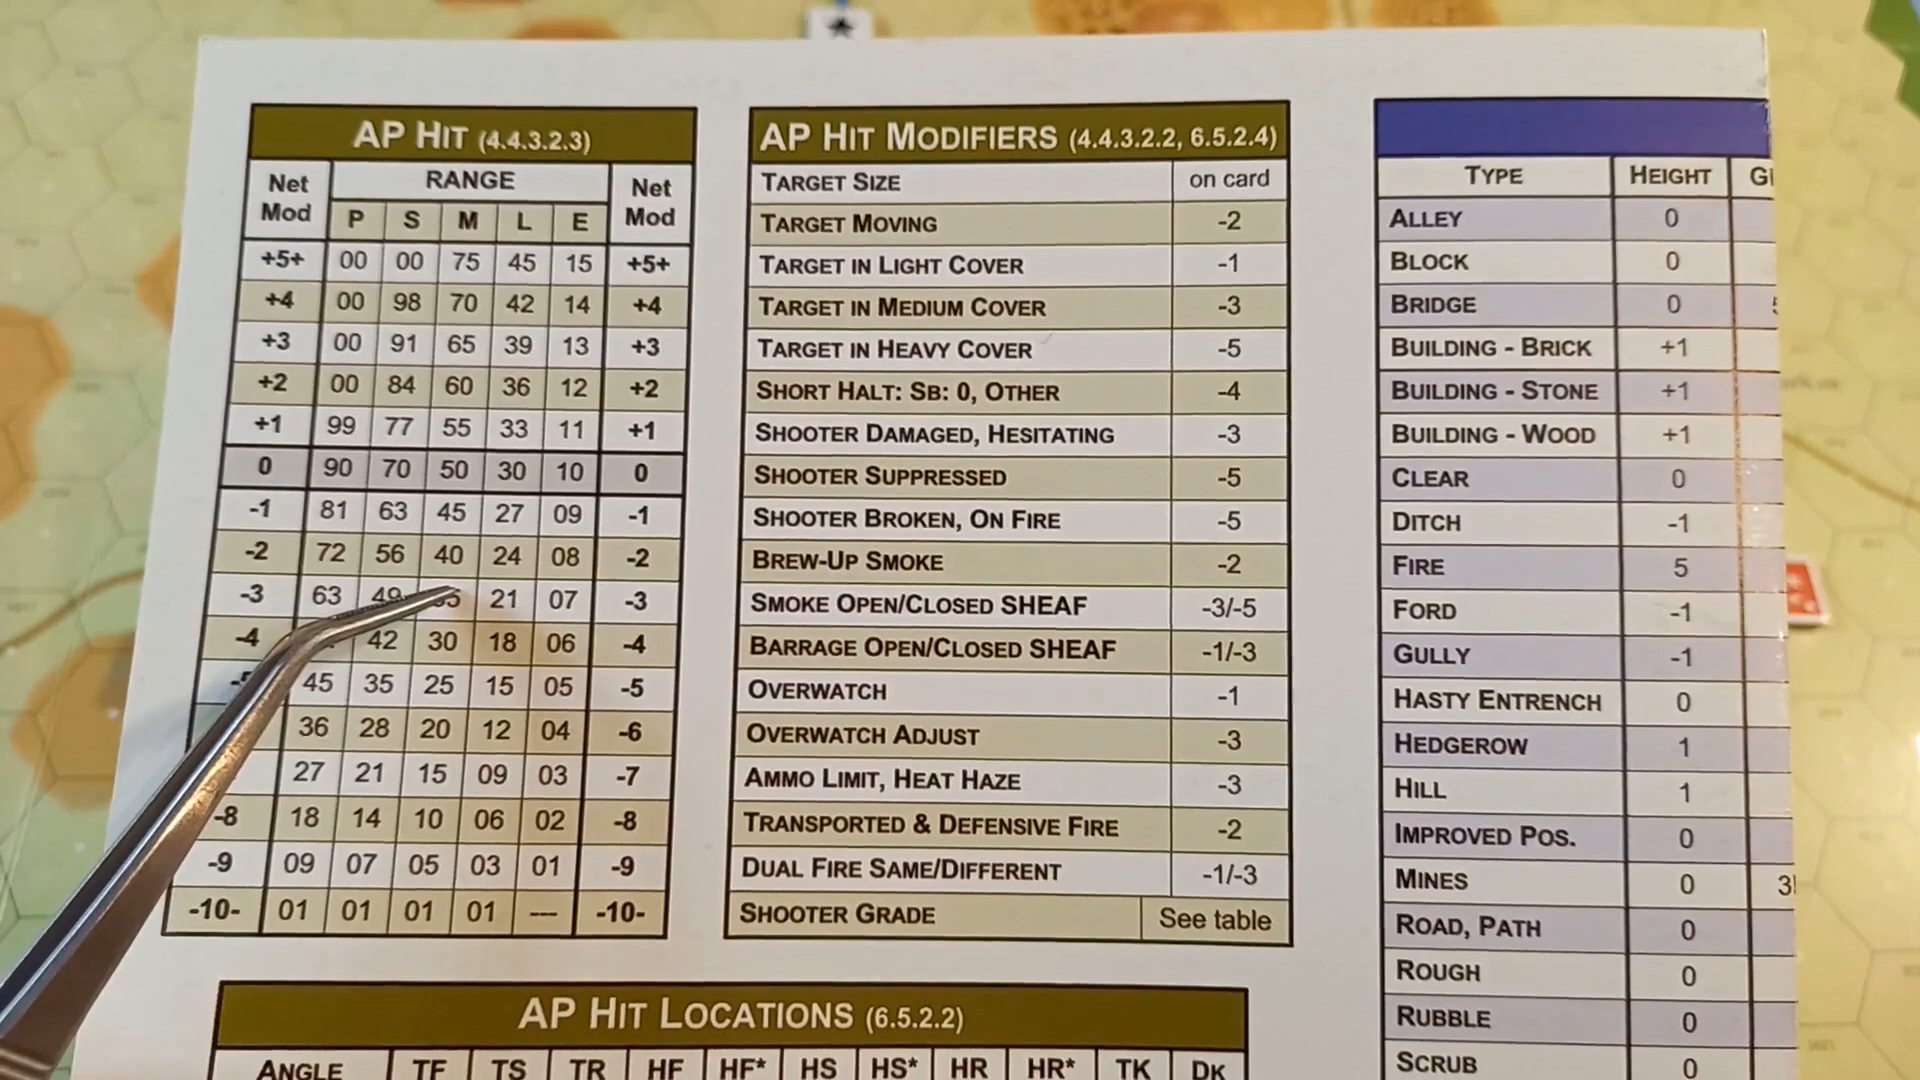 AP HIT (4.4.3.2.3)
Net Mod RANGE Net Mod
P S M L E
+5+ 00 00 75 45 15 +5+
+4 00 98 70 42 14 +4
+3 00 91 65 39 13 +3
+2 00 84 60 36 12 +2
+1 99 77 55 33 11 +1
0 90 70 50 30 10 0
-1 81 63 45 27 09 -1
-2 72 56 40 24 08 -2
-3 63 49 21 07 -3
-4 42 30 18 06 -4
45 35 25 15 05 -5
36 28 20 12 04 -6
27 21 15 09 03 -7
-8 18 14 10 06 02 -8
-9 09 07 05 03 01 -9
-10- 01 01 01 01 --- -10-
AP HIT MODIFIERS (4.4.3.2.2, 6.5.2.4)
TARGET SIZE on card
TARGET MOVING -2
TARGET IN LIGHT COVER -1
TARGET IN MEDIUM COVER -3
TARGET IN HEAVY COVER -5
SHORT HALT: SB: 0, OTHER -4
SHOOTER DAMAGED, HESITATING -3
SHOOTER SUPPRESSED -5
SHOOTER BROKEN, ON FIRE -5
BREW-UP SMOKE -2
SMOKE OPEN/CLOSED SHEAF -3/-5
BARRAGE OPEN/CLOSED SHEAF -1/-3
OVERWATCH -1
OVERWATCH ADJUST -3
AMMO LIMIT, HEAT HAZE -3
TRANSPORTED & DEFENSIVE FIRE -2
DUAL FIRE SAME/DIFFERENT -1/-3
SHOOTER GRADE See table
TYPE HEIGHT
ALLEY 0
BLOCK 0
BRIDGE 0
BUILDING - BRICK +1
BUILDING - STONE +1
BUILDING - WOOD +1
CLEAR 0
DITCH -1
FIRE 5
FORD -1
GULLY -1
HASTY ENTRENCH 0
HEDGEROW 1
HILL 1
IMPROVED POS. 0
MINES 0
ROAD, PATH 0
ROUGH 0
RUBBLE 0
SCRUB 0
AP HIT LOCATIONS (6.5.2.2)
ANGLE TF TS TR HF HF* HS HS* HR HR* TK DK